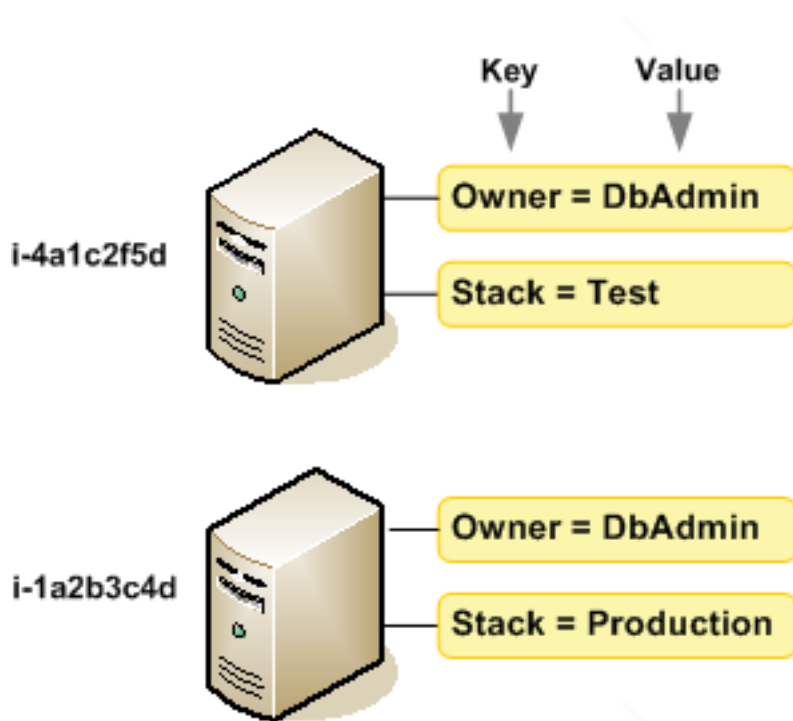 Key Value
Owner = DbAdmin
i-4a1c2f5d
Stack = Test
Owner = DbAdmin
i-1a2b3c4d
Stack = Production